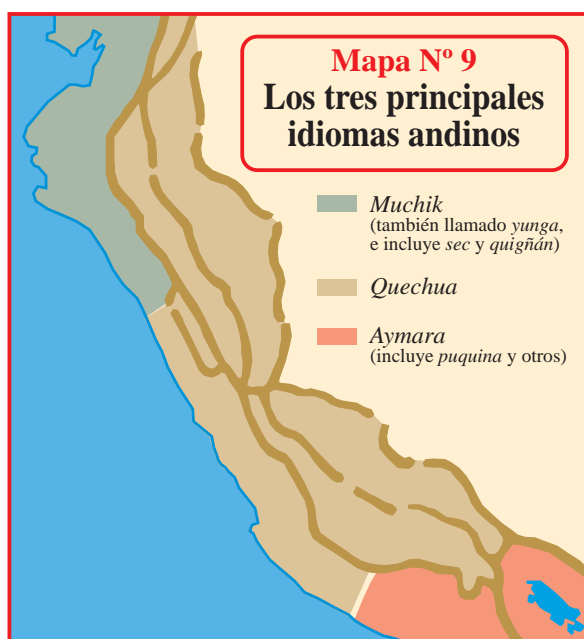 Mapa Nº 9
Los tres principales
idiomas andinos
Muchik
(también llamado yunga,
e incluye sec y quigñán)
Quechua
Aymara
(incluye puquina y otros)